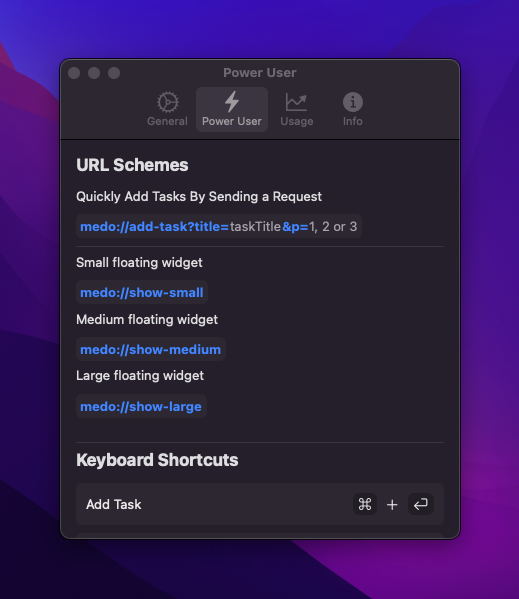 Power User
General
Power User
Usage
Info
URL Schemes
Quickly Add Tasks By Sending a Request
medo://add-task?title=taskTitle&p=1, 2 or 3
Small floating widget
medo://show-small
Medium floating widget
medo://show-medium
Large floating widget
medo://show-large
Keyboard Shortcuts
Add Task ⌘ + ↩